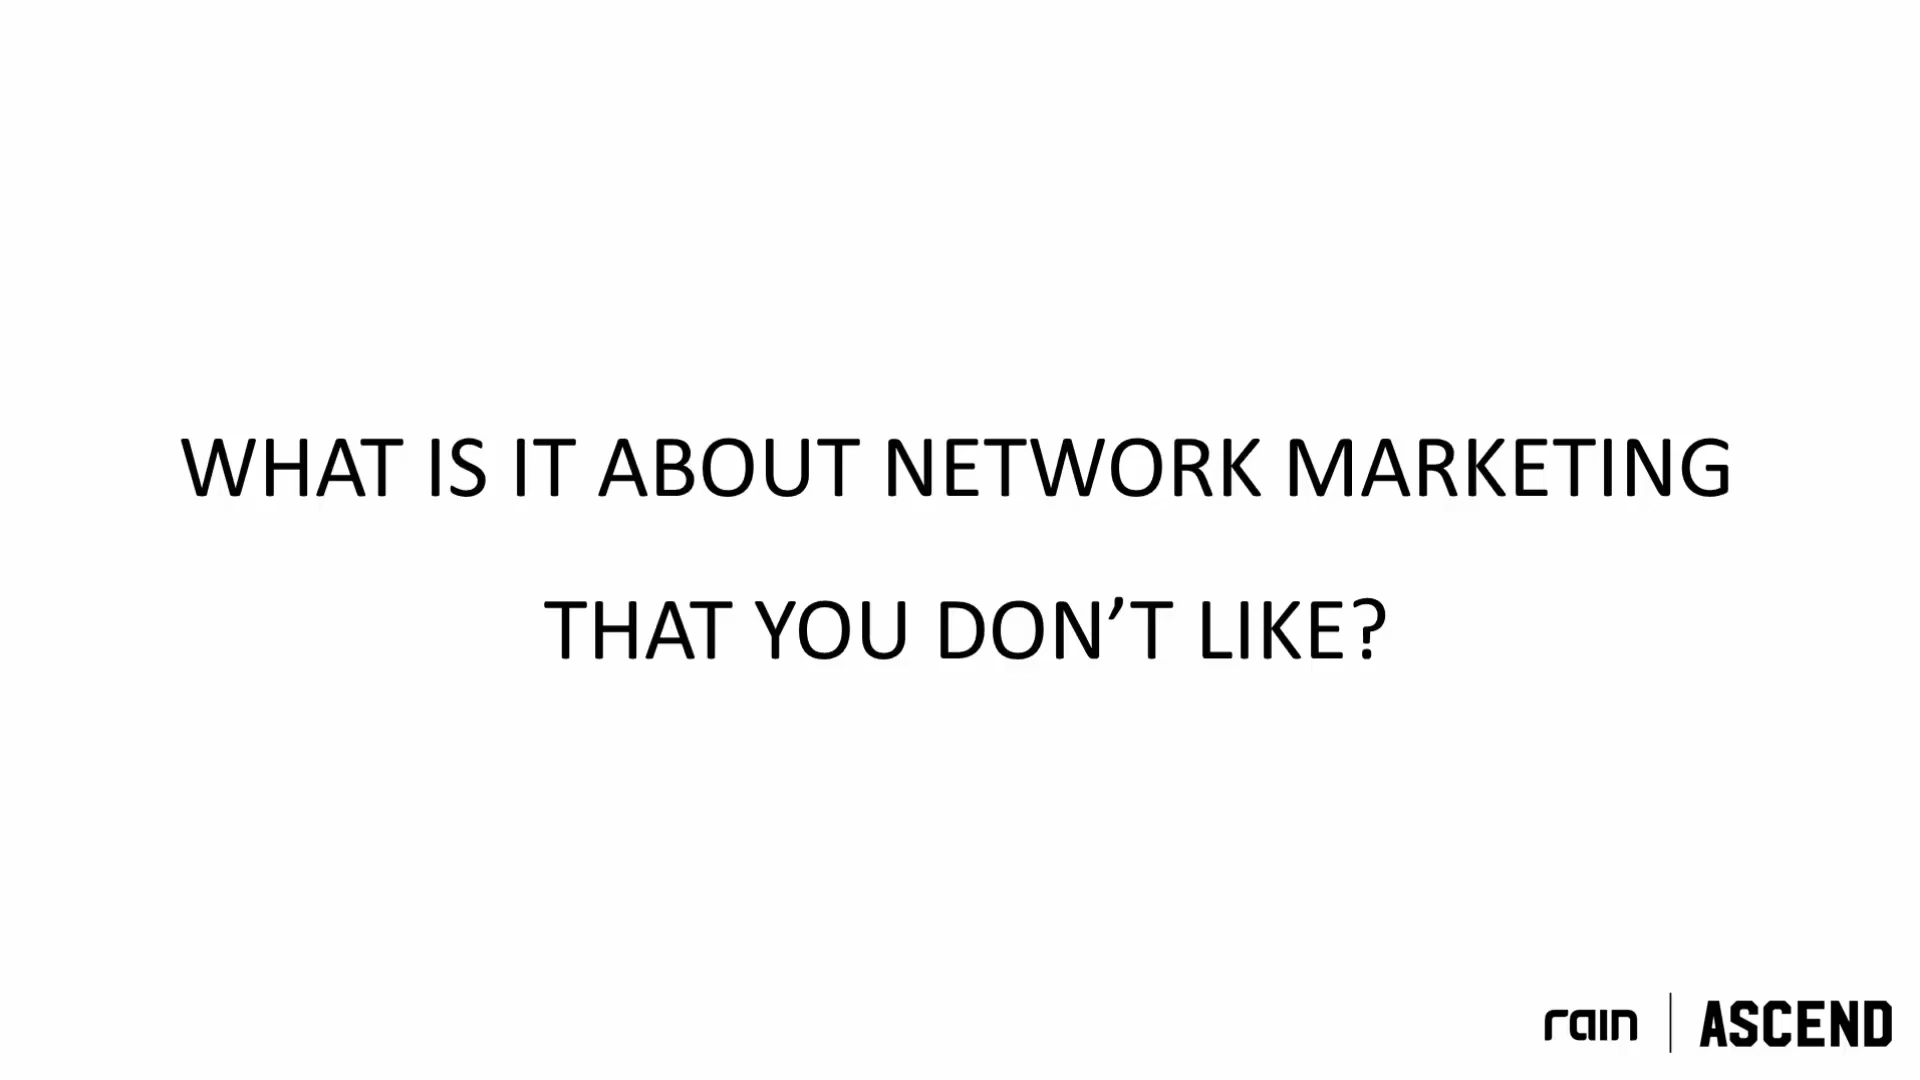 WHAT IS IT ABOUT NETWORK MARKETING
THAT YOU DON’T LIKE?
rain | ASCEND